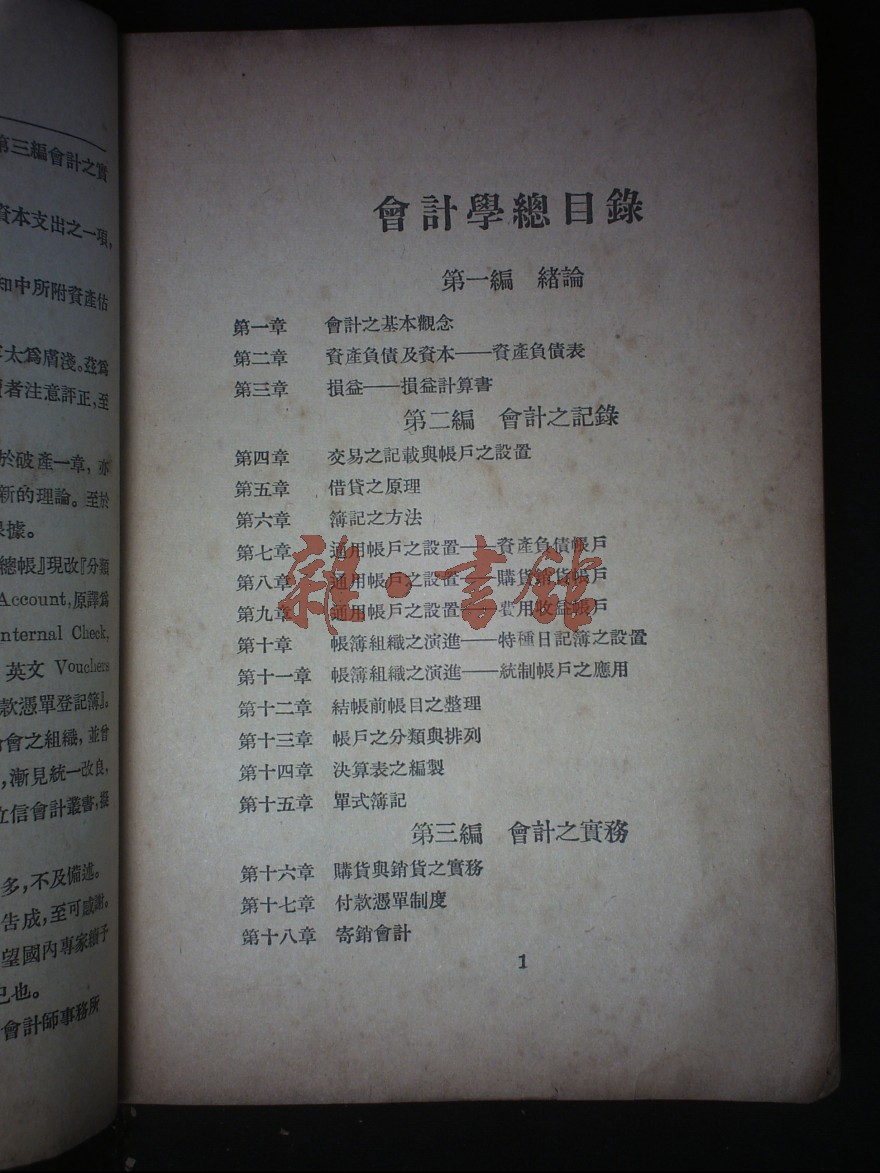 第三編會計之實
資本支出之一項,
知中所附資產估
太爲膚淺。茲爲
者注意評正,至
於破產一章,亦
新的理論。至於
根據。
總帳』現改『分類
Account,原譯爲
nternal Check,
英文 Vouchers
款憑單登記簿』。
會之組織,並曾
,漸見統一改良,
立信會計叢書,擬
多,不及備述。
告成,至可感謝。
望國內專家續予
已也。
會計師事務所
會計學總目錄
第一編 緒論
第一章 會計之基本觀念
第二章 資產負債及資本——資產負債表
第三章 損益——損益計算書
第二編 會計之記錄
第四章 交易之記載與帳戶之設置
第五章 借貸之原理
第六章 簿記之方法
第七章 通用帳戶之設置——資產負債帳戶
第八章 通用帳戶之設置——購貨銷貨帳戶
第九章 通用帳戶之設置——費用收益帳戶
第十章 帳簿組織之演進——特種日記簿之設置
第十一章 帳簿組織之演進——統制帳戶之應用
第十二章 結帳前帳目之整理
第十三章 帳戶之分類與排列
第十四章 決算表之編製
第十五章 單式簿記
第三編 會計之實務
第十六章 購貨與銷貨之實務
第十七章 付款憑單制度
第十八章 寄銷會計
1
雜·書館